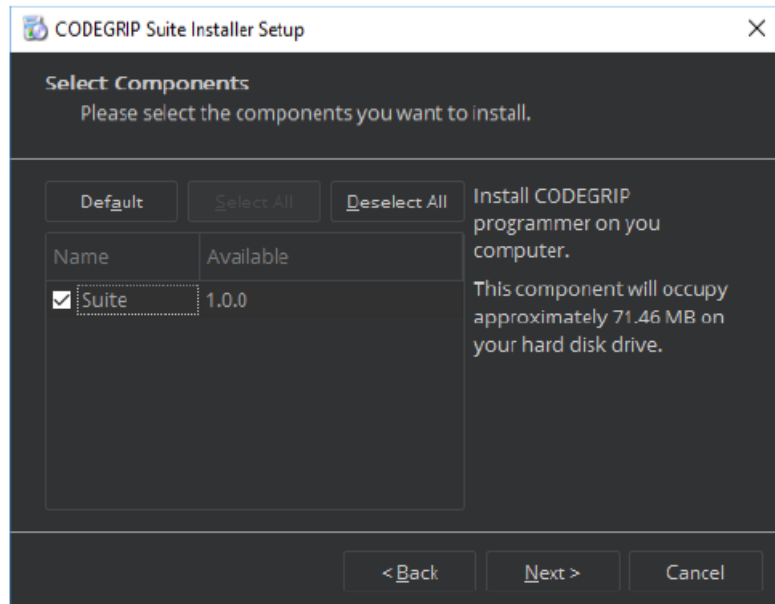 CODEGRIP Suite Installer Setup
Select Components
Please select the components you want to install.
Default
Select All
Deselect All
Install CODEGRIP
programmer on you
computer.
Name
Available
This component will occupy
approximately 71.46 MB on
your hard disk drive.
Suite
1.0.0
< Back
Next >
Cancel